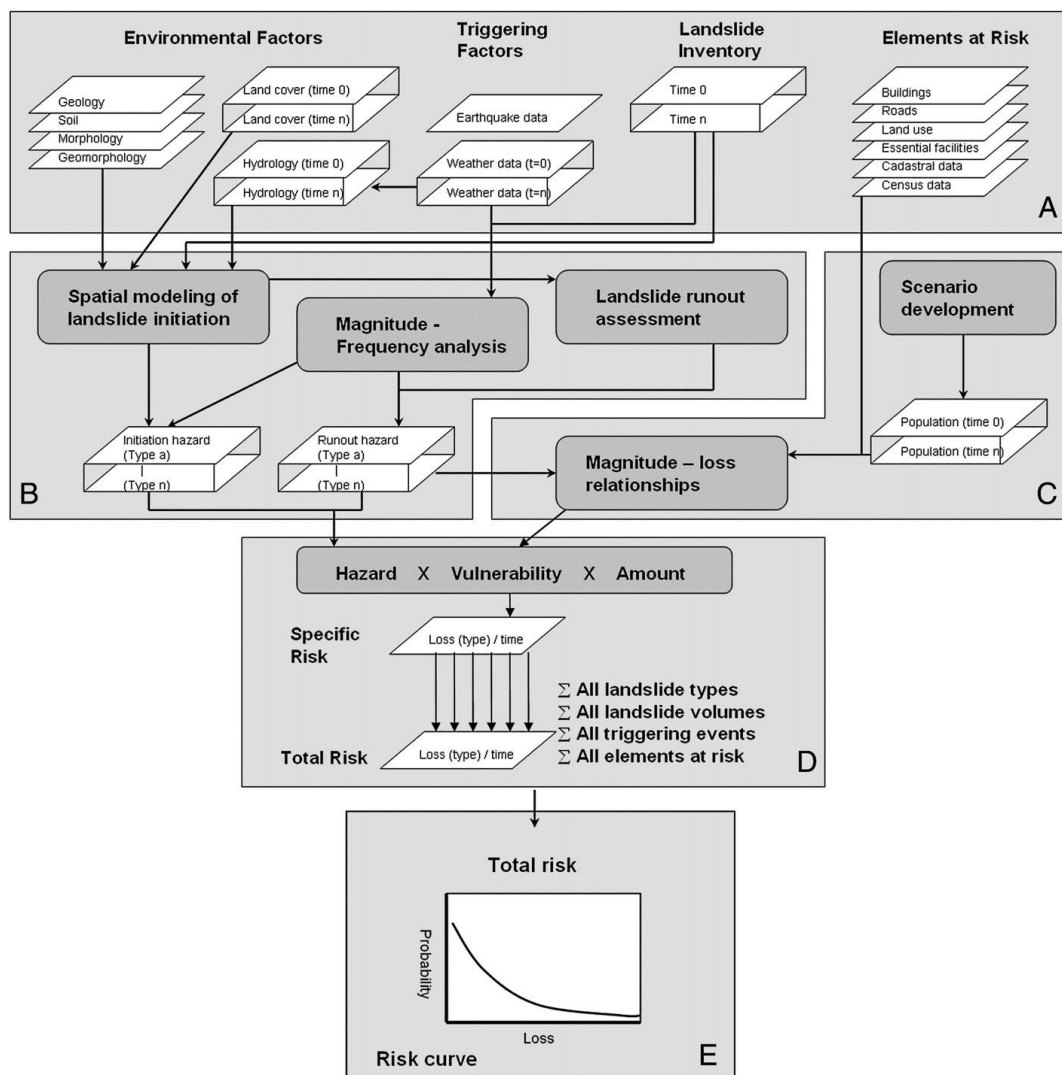 Environmental Factors
Triggering
Factors
Landslide
Inventory
Elements at Risk
Geology
Soil
Morphology
Geomorphology
Land cover (time 0)
Land cover (time n)
Hydrology (time 0)
Hydrology (time n)
Earthquake data
Weather data (t=0)
Weather data (t=n)
Time 0
Time n
Buildings
Roads
Land use
Essential facilities
Cadastral data
Census data
A
Spatial modeling of
landslide initiation
Magnitude -
Frequency analysis
Landslide runout
assessment
Initiation hazard
(Type a)
(Type n)
Runout hazard
(Type a)
(Type n)
B
Scenario
development
Population (time 0)
Population (time n)
Magnitude – loss
relationships
C
Hazard X Vulnerability X Amount
Specific
Risk
Loss (type) / time
Σ All landslide types
Σ All landslide volumes
Σ All triggering events
Σ All elements at risk
Total Risk
Loss (type) / time
D
Total risk
Probability
Loss
Risk curve
E